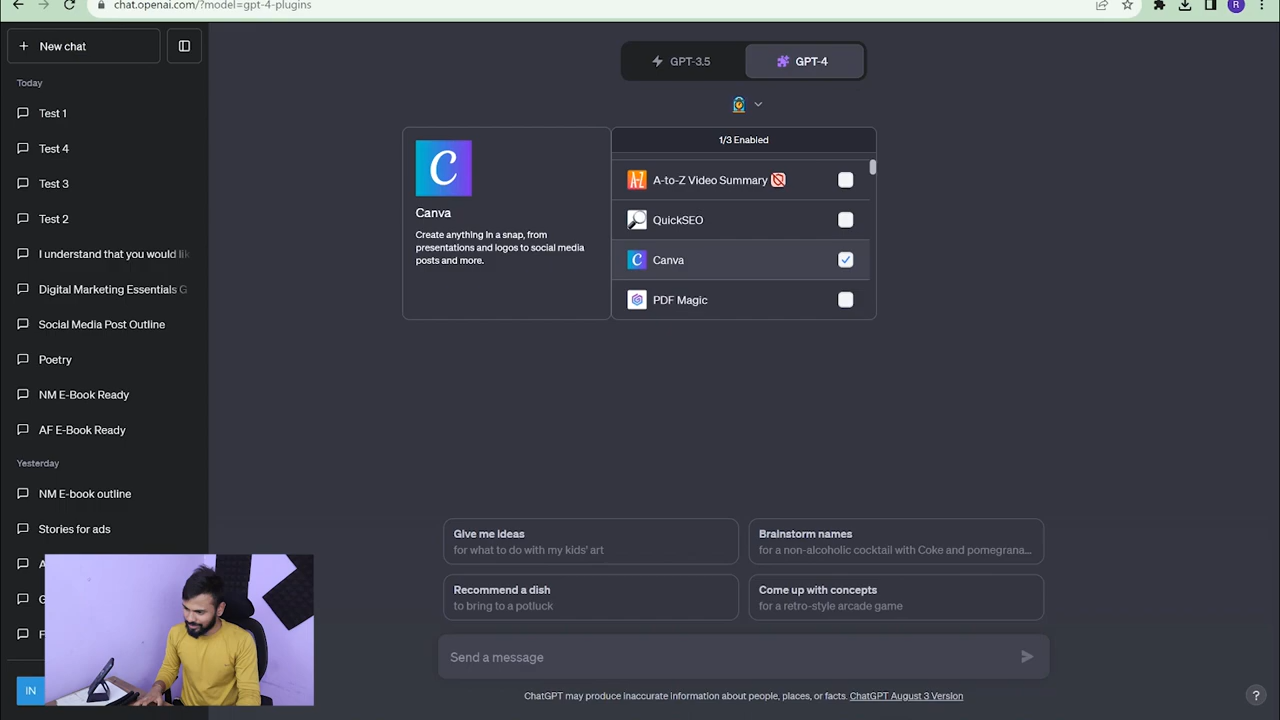 chat.openai.com/?model=gpt-4-plugins
R
New chat
Today
Test 1
Test 4
Test 3
Test 2
I understand that you would lik
Digital Marketing Essentials G
Social Media Post Outline
Poetry
NM E-Book Ready
AF E-Book Ready
Yesterday
NM E-book outline
Stories for ads
A
G
F
IN
GPT-3.5
GPT-4
C
Canva
Create anything in a snap, from
presentations and logos to social media
posts and more.
1/3 Enabled
A-Z
A-to-Z Video Summary
QuickSEO
C
Canva
PDF Magic
Give me ideas
for what to do with my kids' art
Brainstorm names
for a non-alcoholic cocktail with Coke and pomegrana...
Recommend a dish
to bring to a potluck
Come up with concepts
for a retro-style arcade game
Send a message
ChatGPT may produce inaccurate information about people, places, or facts. ChatGPT August 3 Version
?